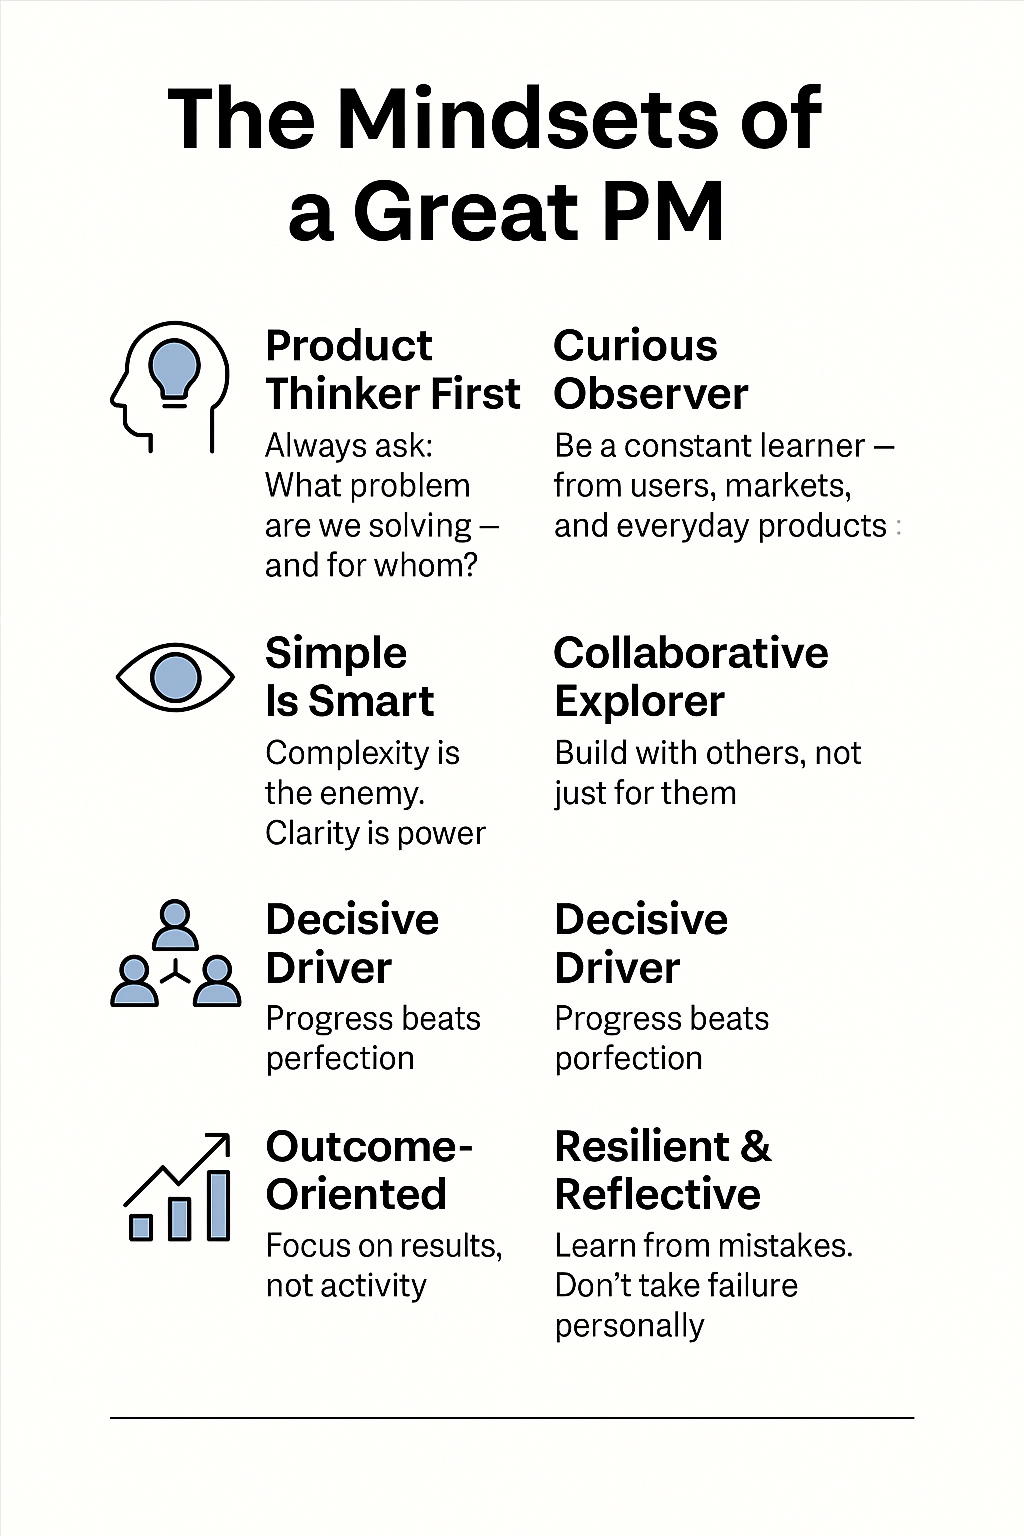 The Mindsets of
a Great PM
Product
Thinker First
Always ask:
What problem
are we solving —
and for whom?
Curious
Observer
Be a constant learner —
from users, markets,
and everyday products :
Simple
Is Smart
Complexity is
the enemy.
Clarity is power
Collaborative
Explorer
Build with others, not
just for them
Decisive
Driver
Progress beats
perfection
Decisive
Driver
Progress beats
porfection
Outcome-
Oriented
Focus on results,
not activity
Resilient &
Reflective
Learn from mistakes.
Don’t take failure
personally